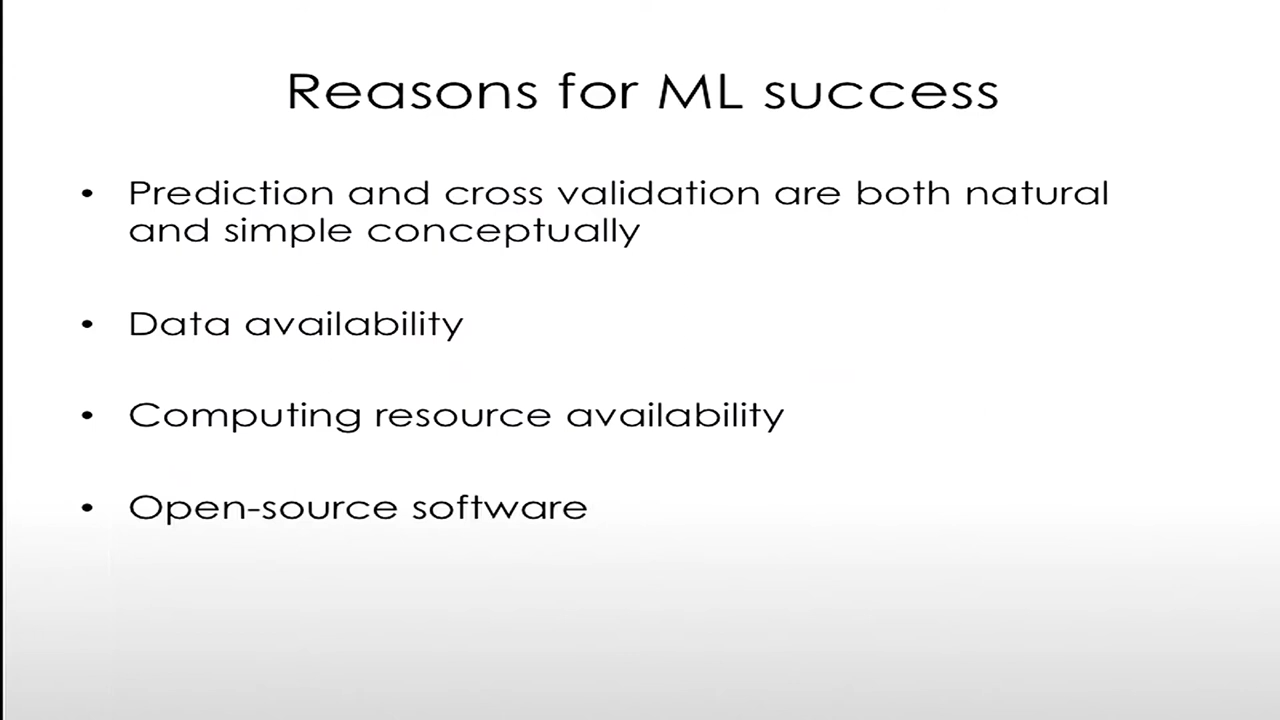 Reasons for ML success
• Prediction and cross validation are both natural
and simple conceptually
• Data availability
• Computing resource availability
• Open-source software